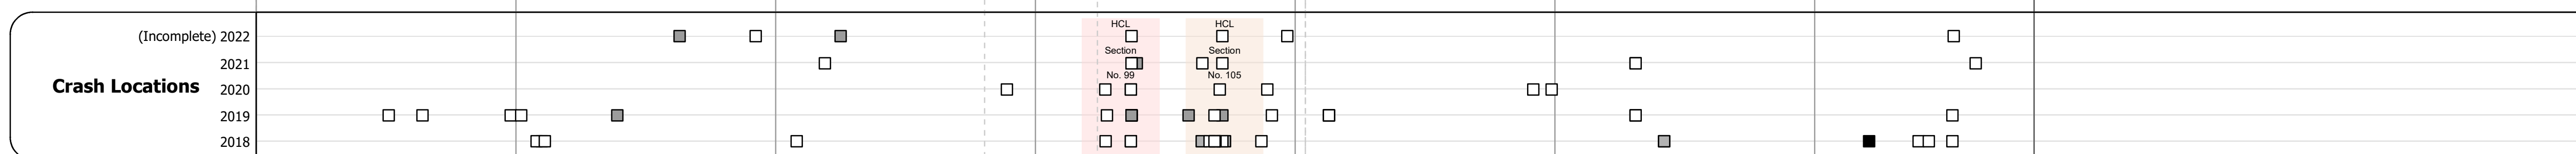 HCL
HCL
(Incomplete) 2022
Section
Section
2021
No. 99
No. 105
Crash Locations
2020
2019
2018